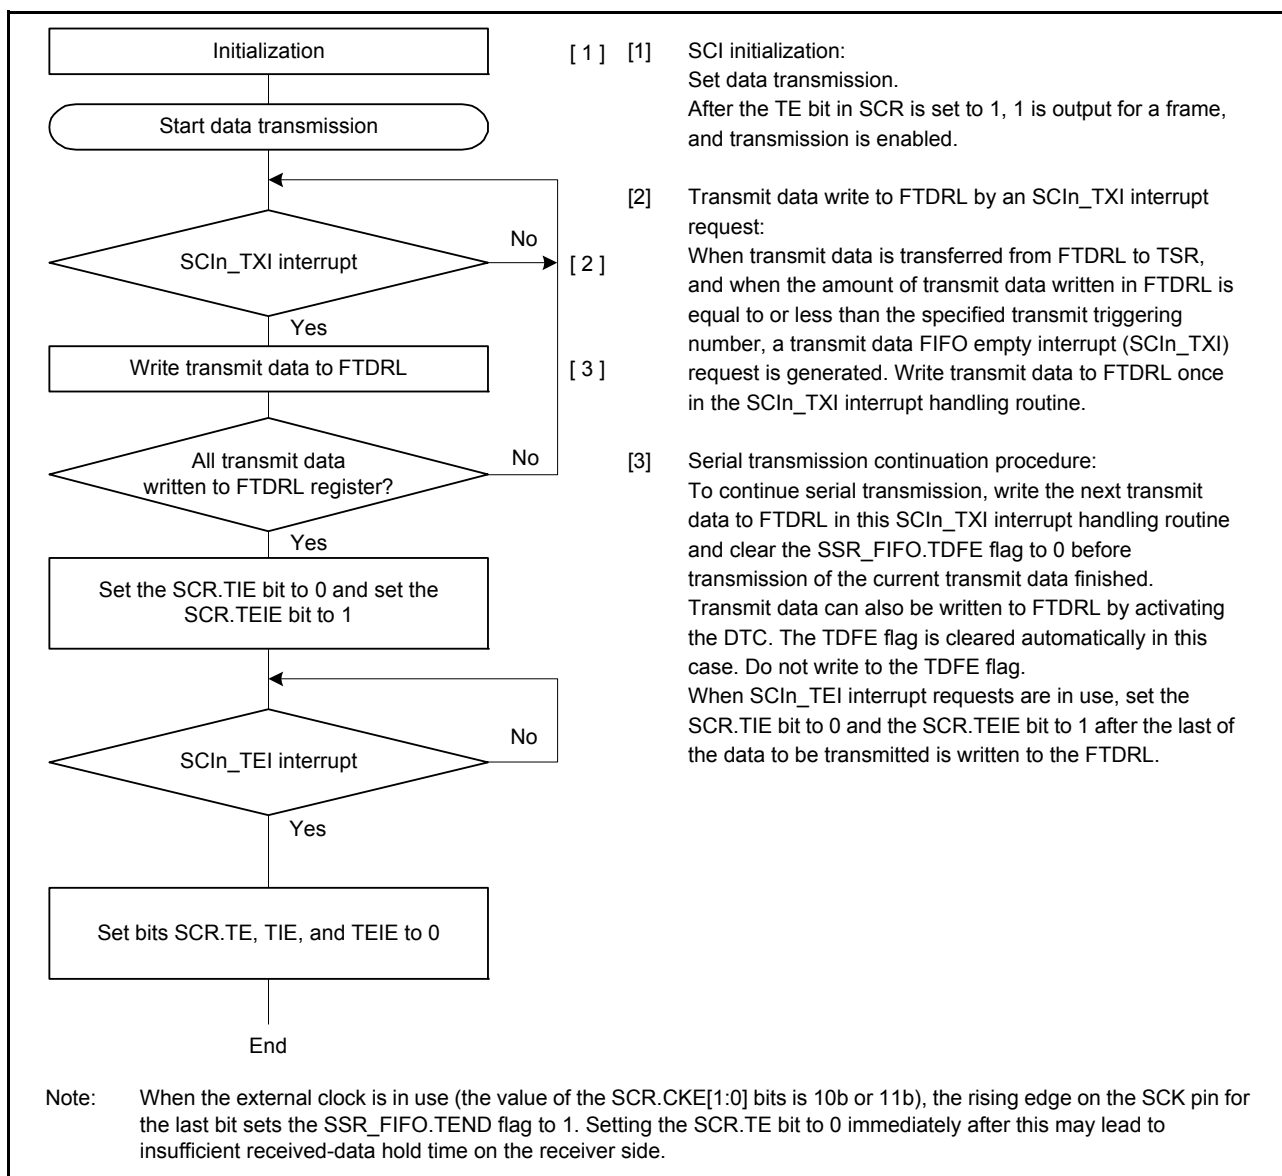 Initialization
[ 1 ]
Start data transmission
SCIn_TXI interrupt
No
[ 2 ]
Yes
Write transmit data to FTDRL
[ 3 ]
All transmit data
written to FTDRL register?
No
Yes
Set the SCR.TIE bit to 0 and set the
SCR.TEIE bit to 1
SCIn_TEI interrupt
No
Yes
Set bits SCR.TE, TIE, and TEIE to 0
End
[1] SCI initialization:
Set data transmission.
After the TE bit in SCR is set to 1, 1 is output for a frame,
and transmission is enabled.
[2] Transmit data write to FTDRL by an SCIn_TXI interrupt
request:
When transmit data is transferred from FTDRL to TSR,
and when the amount of transmit data written in FTDRL is
equal to or less than the specified transmit triggering
number, a transmit data FIFO empty interrupt (SCIn_TXI)
request is generated. Write transmit data to FTDRL once
in the SCIn_TXI interrupt handling routine.
[3] Serial transmission continuation procedure:
To continue serial transmission, write the next transmit
data to FTDRL in this SCIn_TXI interrupt handling routine
and clear the SSR_FIFO.TDFE flag to 0 before
transmission of the current transmit data finished.
Transmit data can also be written to FTDRL by activating
the DTC. The TDFE flag is cleared automatically in this
case. Do not write to the TDFE flag.
When SCIn_TEI interrupt requests are in use, set the
SCR.TIE bit to 0 and the SCR.TEIE bit to 1 after the last of
the data to be transmitted is written to the FTDRL.
Note: When the external clock is in use (the value of the SCR.CKE[1:0] bits is 10b or 11b), the rising edge on the SCK pin for
the last bit sets the SSR_FIFO.TEND flag to 1. Setting the SCR.TE bit to 0 immediately after this may lead to
insufficient received-data hold time on the receiver side.